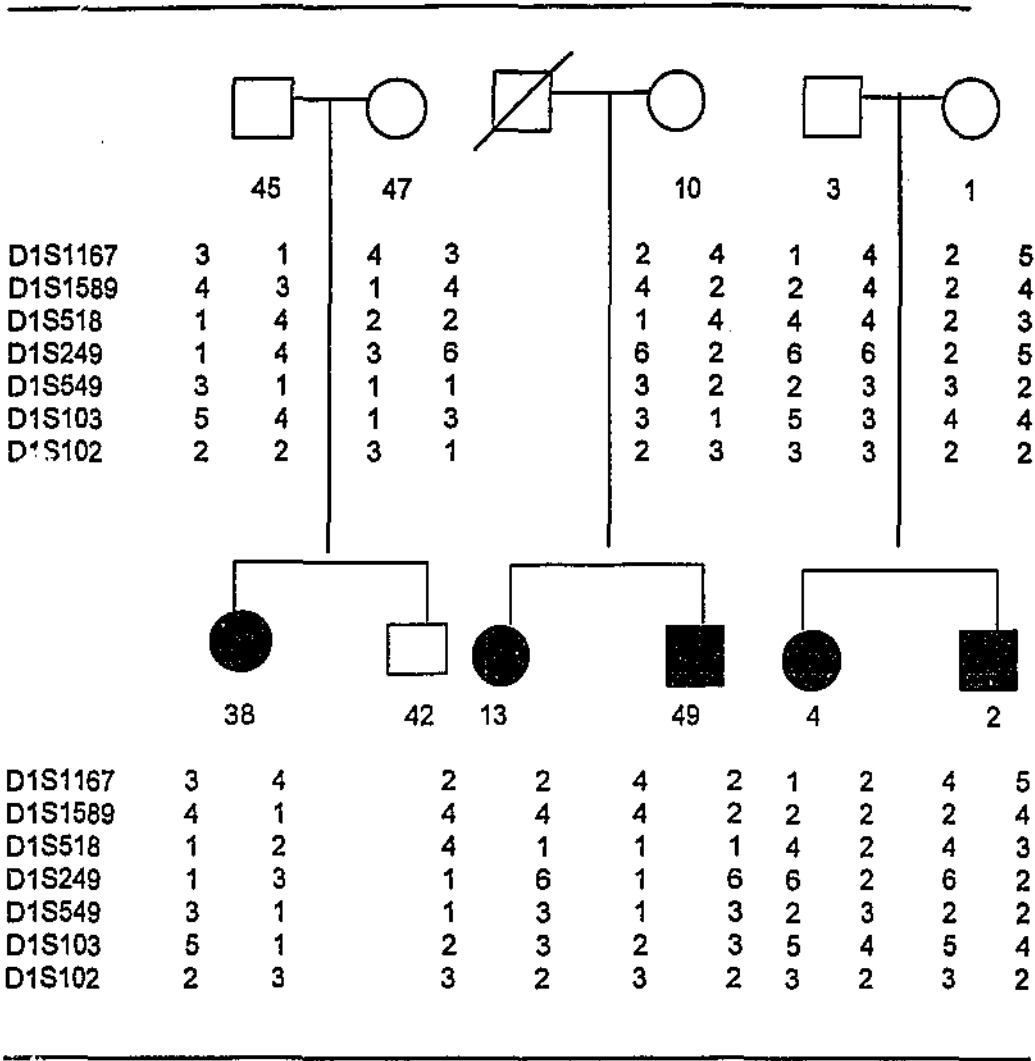 45 47 10 3 1
D1S1167 3 1 4 3 2 4 1 4 2 5
D1S1589 4 3 1 4 4 2 2 4 2 4
D1S518 1 4 2 2 1 4 4 4 2 3
D1S249 1 4 3 6 6 2 6 6 2 5
D1S549 3 1 1 1 3 2 2 3 3 2
D1S103 5 4 1 3 3 1 5 3 4 4
D1S102 2 2 3 1 2 3 3 3 2 2
38 42 13 49 4 2
D1S1167 3 4 2 2 4 2 1 2 4 5
D1S1589 4 1 4 4 4 2 2 2 2 4
D1S518 1 2 4 1 1 1 4 2 4 3
D1S249 1 3 1 6 1 6 6 2 6 2
D1S549 3 1 1 3 1 3 2 3 2 2
D1S103 5 1 2 3 2 3 5 4 5 4
D1S102 2 3 3 2 3 2 3 2 3 2